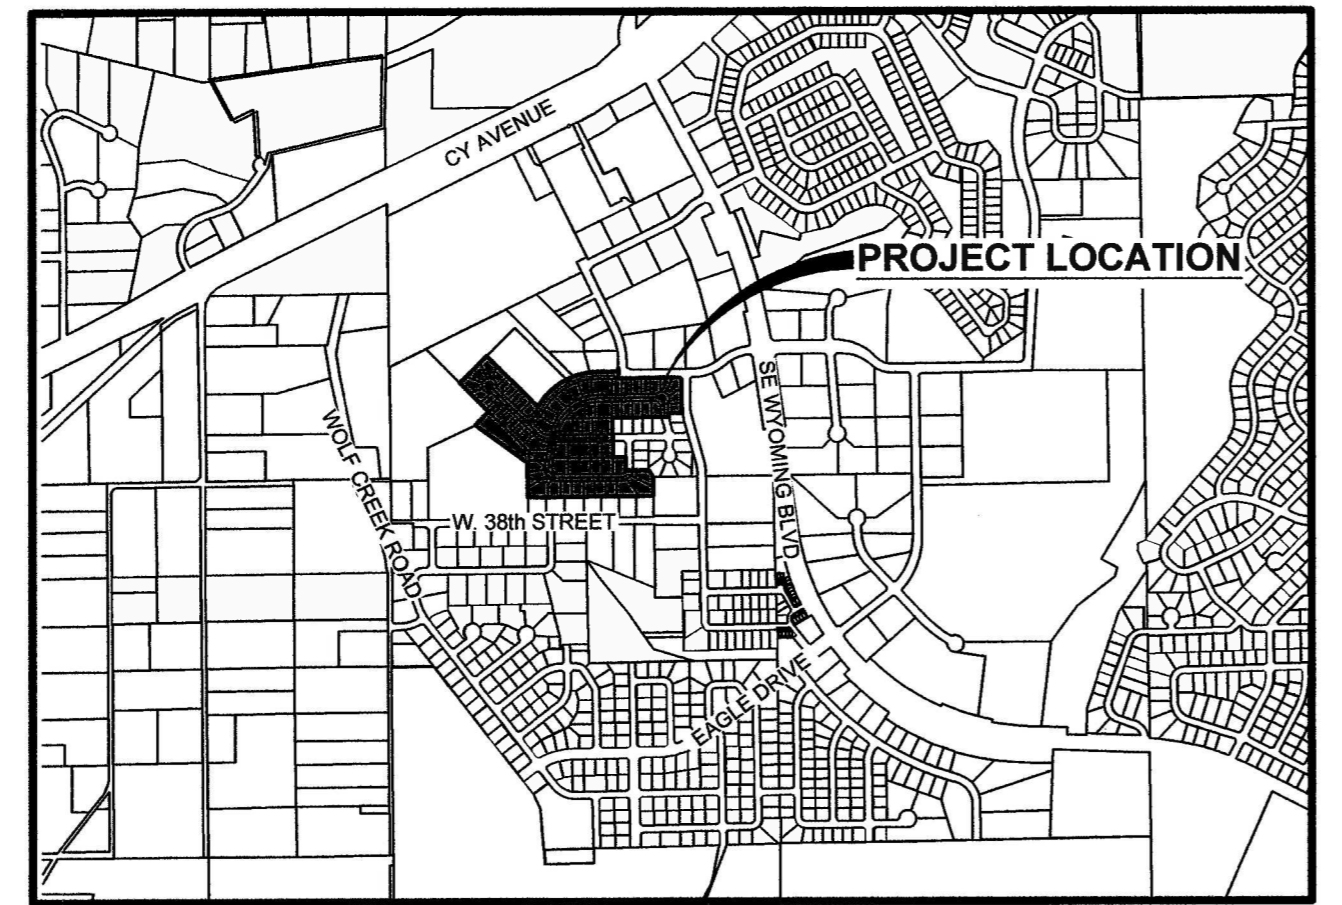 CY AVENUE
PROJECT LOCATION
WOLF CREEK ROAD
SE WYOMING BLVD
W. 38th STREET
EAGLE DRIVE